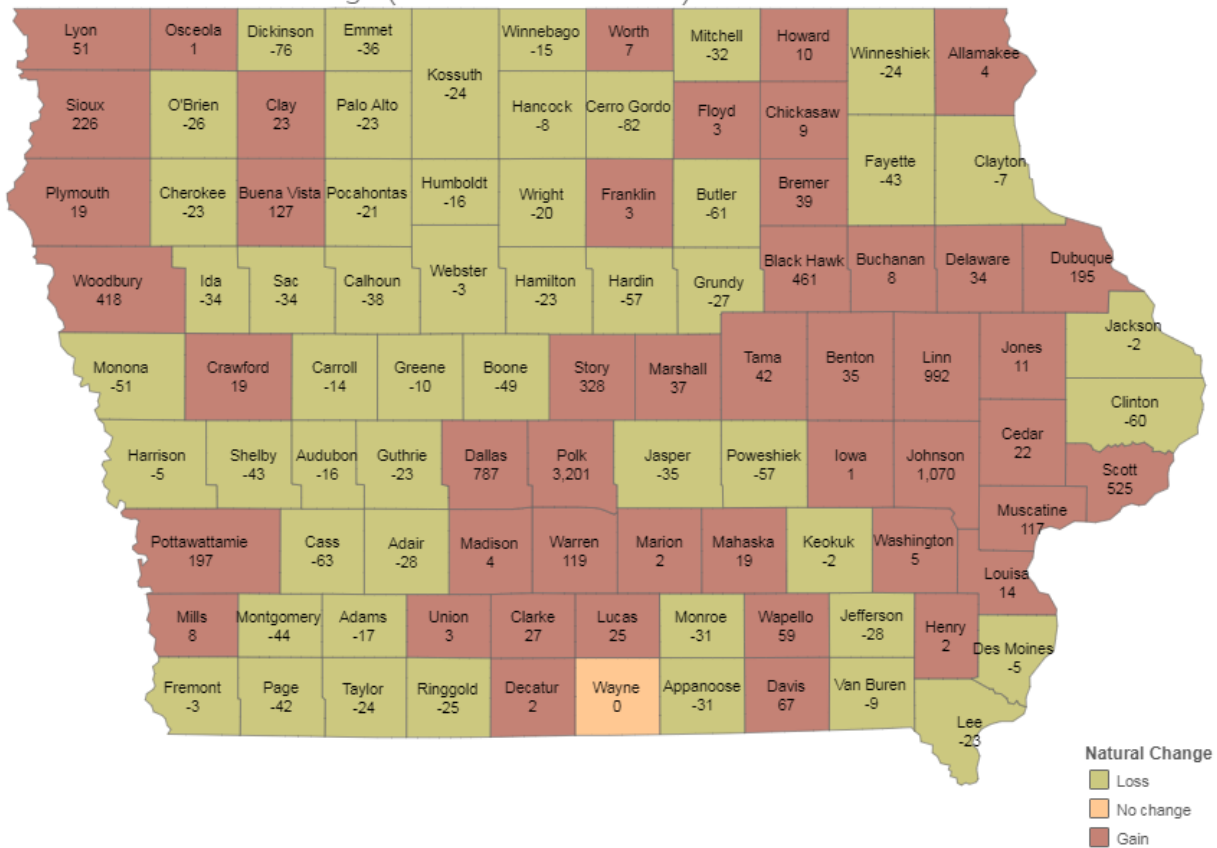 Lyon
51
Osceola
1
Dickinson
-76
Emmet
-36
Kossuth
-24
Winnebago
-15
Worth
7
Mitchell
-32
Howard
10
Winneshiek
-24
Allamakee
4
Sioux
226
O'Brien
-26
Clay
23
Palo Alto
-23
Hancock
-8
Cerro Gordo
-82
Floyd
3
Chickasaw
9
Fayette
-43
Clayton
-7
Plymouth
19
Cherokee
-23
Buena Vista
127
Pocahontas
-21
Humboldt
-16
Wright
-20
Franklin
3
Butler
-61
Bremer
39
Woodbury
418
Ida
-34
Sac
-34
Calhoun
-38
Webster
-3
Hamilton
-23
Hardin
-57
Grundy
-27
Black Hawk
461
Buchanan
8
Delaware
34
Dubuque
195
Jackson
-2
Monona
-51
Crawford
19
Carroll
-14
Greene
-10
Boone
-49
Story
328
Marshall
37
Tama
42
Benton
35
Linn
992
Jones
11
Clinton
-60
Harrison
-5
Shelby
-43
Audubon
-16
Guthrie
-23
Dallas
787
Polk
3,201
Jasper
-35
Poweshiek
-57
Iowa
1
Johnson
1,070
Cedar
22
Scott
525
Muscatine
117
Pottawattamie
197
Cass
-63
Adair
-28
Madison
4
Warren
119
Marion
2
Mahaska
19
Keokuk
-2
Washington
5
Louisa
14
Mills
8
Montgomery
-44
Adams
-17
Union
3
Clarke
27
Lucas
25
Monroe
-31
Wapello
59
Jefferson
-28
Henry
2
Des Moines
-5
Fremont
-3
Page
-42
Taylor
-24
Ringgold
-25
Decatur
2
Wayne
0
Appanoose
-31
Davis
67
Van Buren
-9
Lee
-23
Natural Change
Loss
No change
Gain